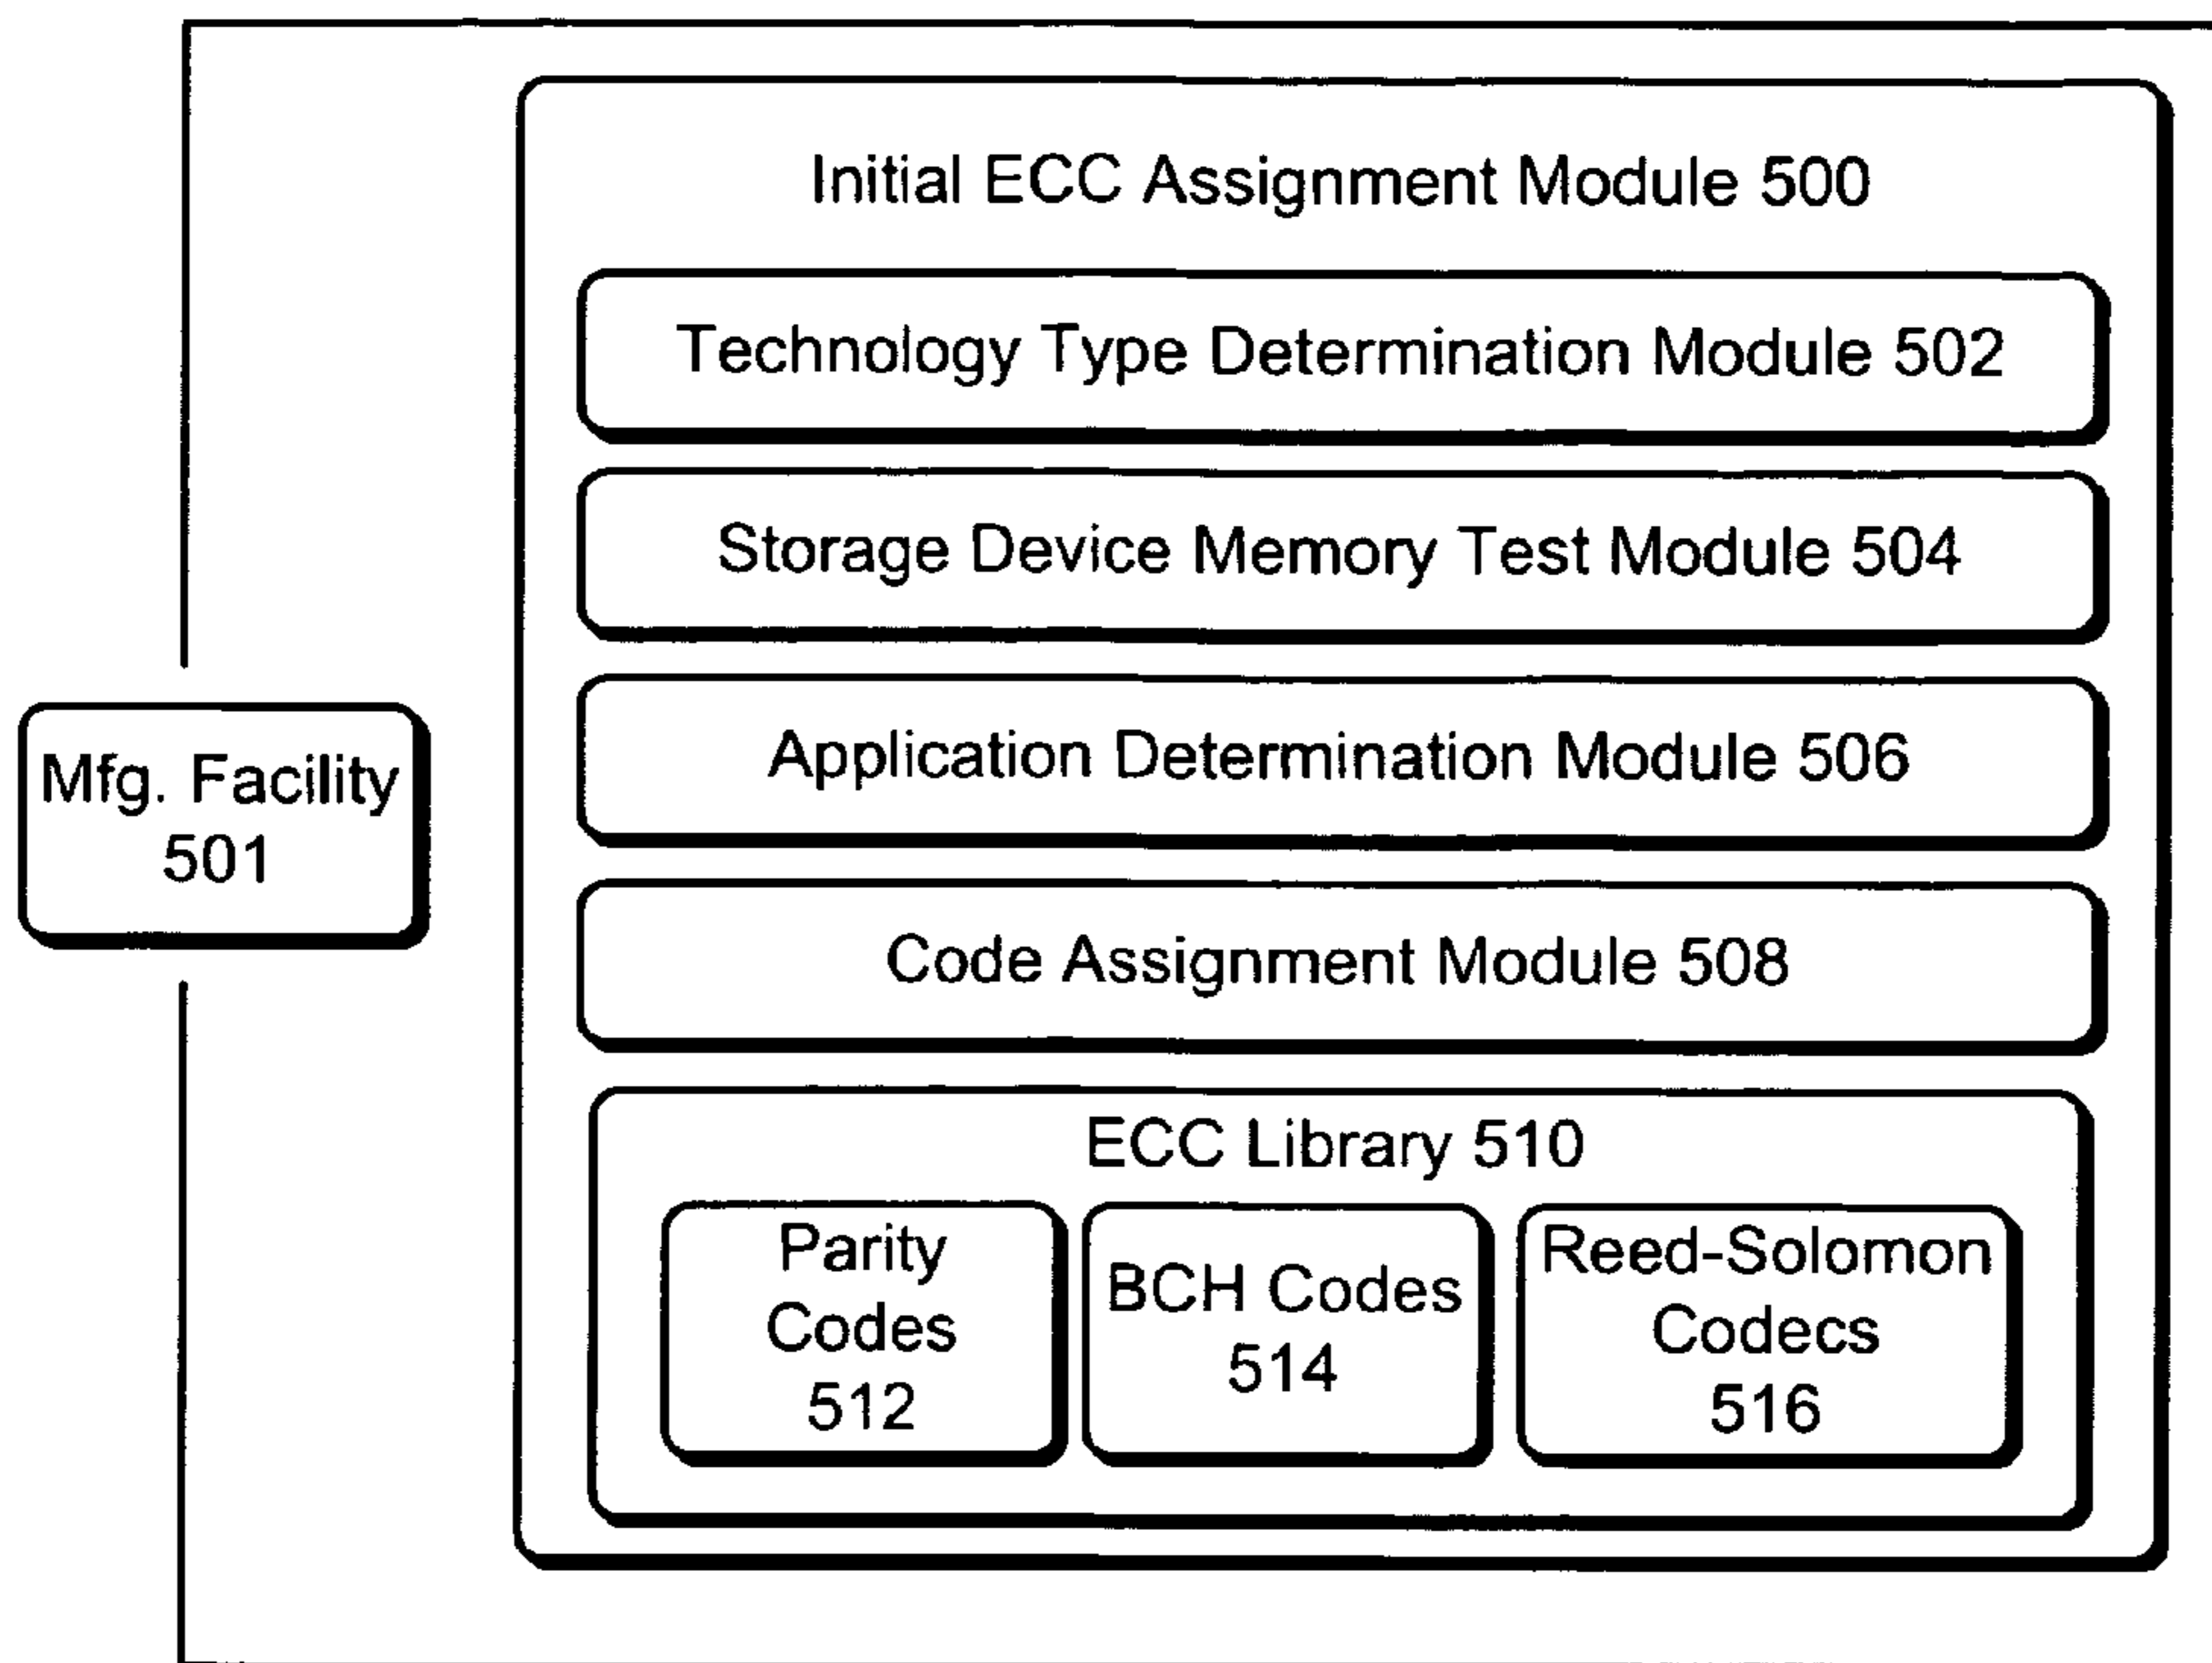 Initial ECC Assignment Module 500
Technology Type Determination Module 502
Storage Device Memory Test Module 504
Mfg. Facility
501
Application Determination Module 506
Code Assignment Module 508
ECC Library 510
Parity
Codes
512
BCH Codes
514
Reed-Solomon
Codecs
516